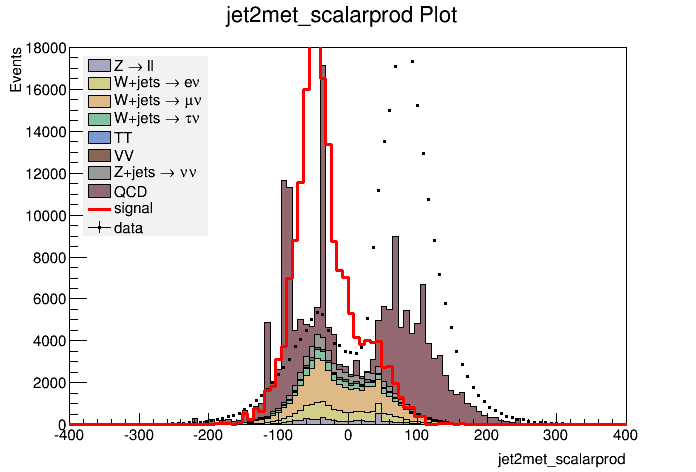 jet2met_scalarprod Plot
Events
18000
16000
14000
12000
10000
8000
6000
4000
2000
0
Z → ll
W+jets → eν
W+jets → μν
W+jets → τν
TT
VV
Z+jets → νν
QCD
signal
data
-400 -300 -200 -100 0 100 200 300 400
jet2met_scalarprod